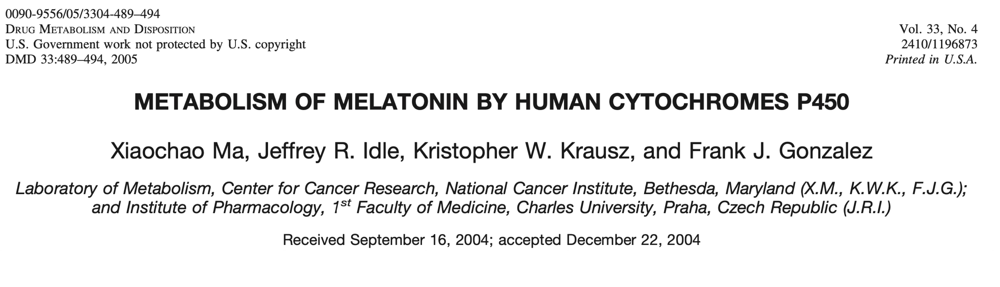 0090-9556/05/3304-489–494
DRUG METABOLISM AND DISPOSITION
U.S. Government work not protected by U.S. copyright
DMD 33:489–494, 2005
Vol. 33, No. 4
2410/1196873
Printed in U.S.A.
METABOLISM OF MELATONIN BY HUMAN CYTOCHROMES P450
Xiaochao Ma, Jeffrey R. Idle, Kristopher W. Krausz, and Frank J. Gonzalez
Laboratory of Metabolism, Center for Cancer Research, National Cancer Institute, Bethesda, Maryland (X.M., K.W.K., F.J.G.);
and Institute of Pharmacology, 1st Faculty of Medicine, Charles University, Praha, Czech Republic (J.R.I.)
Received September 16, 2004; accepted December 22, 2004